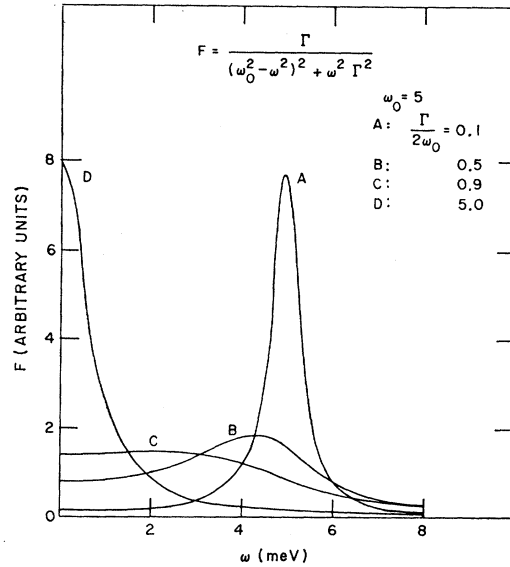 F = Γ / (ω₀² − ω²)² + ω² Γ²
ω₀ = 5
A: Γ / 2ω₀ = 0.1
B: 0.5
C: 0.9
D: 5.0
8
6
4
2
0
D
A
B
C
2
4
6
8
F (ARBITRARY UNITS)
ω (meV)